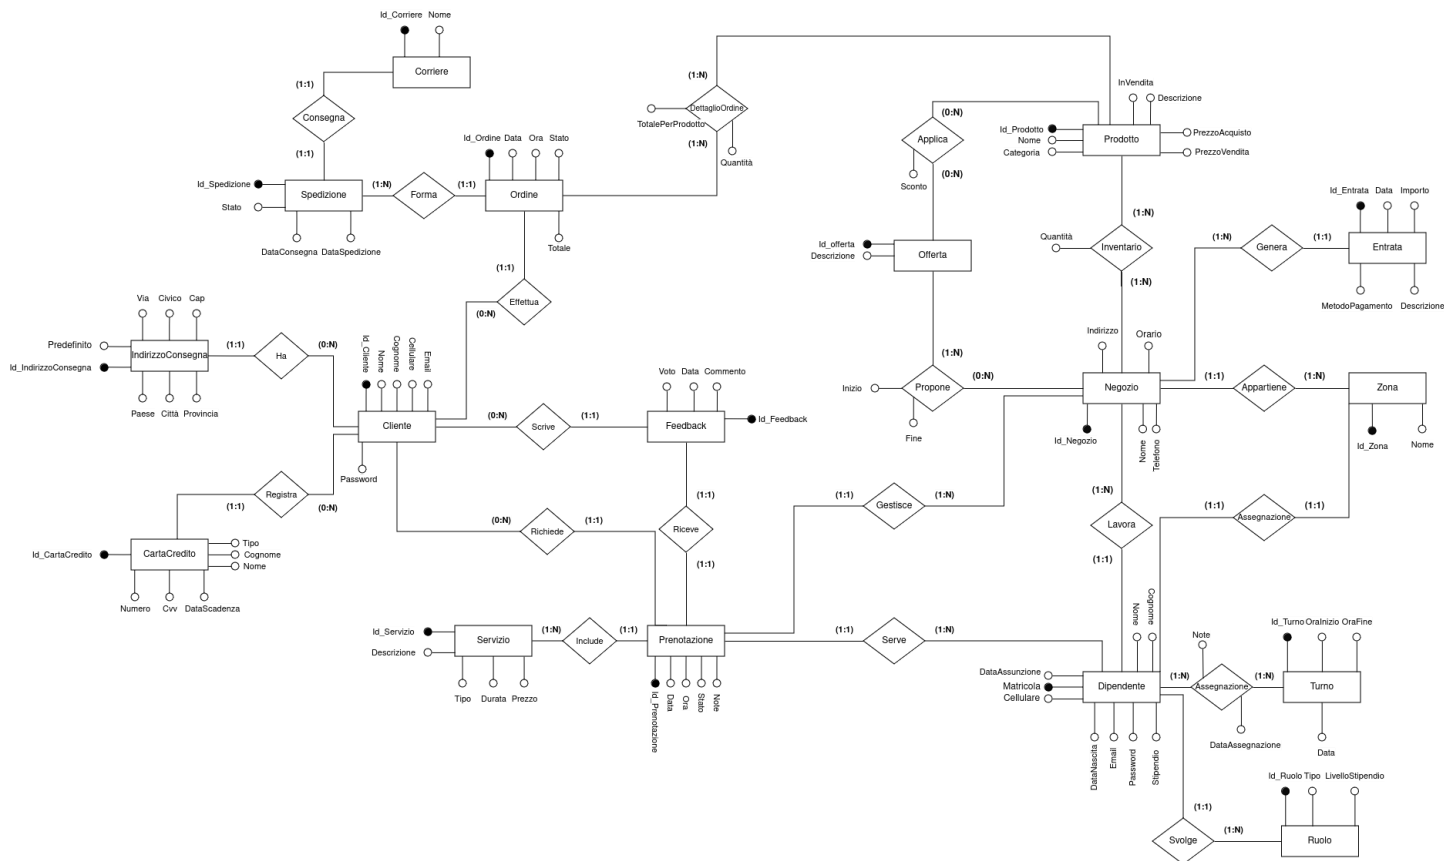 Id_Corriere Nome
Corriere
(1:1)
Consegna
(1:1)
Id_Spedizione
Stato
Spedizione
DataConsegna DataSpedizione
(1:N)
Forma
(1:1)
Id_Ordine Data Ora Stato
Ordine
Totale
(1:N)
DettaglioOrdine
TotalePerProdotto
(1:N)
Quantità
(0:N)
Applica
(0:N)
Sconto
InVendita
Descrizione
Id_Prodotto
Nome
Categoria
Prodotto
PrezzoAcquisto
PrezzoVendita
(1:N)
Quantità
Inventario
(1:N)
Id_offerta
Descrizione
Offerta
(1:N)
Genera
(1:1)
Id_Entrata Data Importo
Entrata
MetodoPagamento Descrizione
(1:1)
Effettua
(0:N)
Via Civico Cap
Predefinito
Id_IndirizzoConsegna
IndirizzoConsegna
Paese Città Provincia
(1:1)
Ha
(0:N)
Id_Cliente
Nome
Cognome
Cellulare
Email
Cliente
Password
(0:N)
Scrive
(1:1)
Voto Data Commento
Feedback
Id_Feedback
(1:N)
Inizio
Propone
(0:N)
Fine
Indirizzo
Orario
Negozio
Id_Negozio
Nome
Telefono
(1:1)
Appartiene
(1:N)
Zona
Id_Zona
Nome
Registra
(1:1)
(0:N)
Id_CartaCredito
CartaCredito
Tipo
Cognome
Nome
Numero Cvv DataScadenza
(0:N)
Richiede
(1:1)
(1:1)
Riceve
(1:1)
(1:1)
Gestisce
(1:N)
(1:N)
Lavora
(1:1)
(1:1)
Assegnazione
(1:1)
Id_Servizio
Descrizione
Servizio
Tipo Durata Prezzo
(1:N)
Include
(1:1)
Prenotazione
Id_Prenotazione
Data
Ora
Stato
Note
(1:1)
Serve
(1:N)
Nome
Cognome
DataAssunzione
Matricola
Cellulare
Dipendente
DataNascita
Email
Password
Stipendio
Note
(1:N)
Assegnazione
(1:N)
DataAssegnazione
Id_Turno OraInizio OraFine
Turno
Data
(1:1)
Svolge
(1:N)
Id_Ruolo Tipo LivelloStipendio
Ruolo